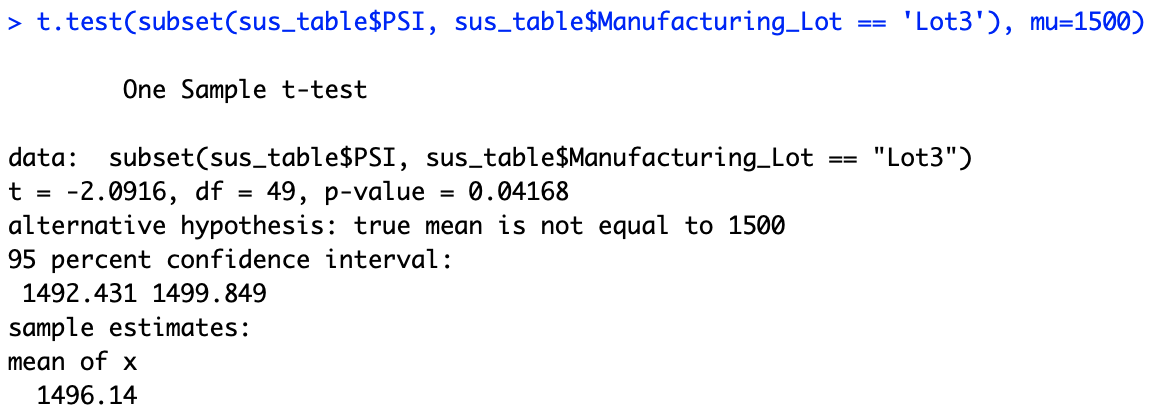 > t.test(subset(sus_table$PSI, sus_table$Manufacturing_Lot == 'Lot3'), mu=1500)
One Sample t-test
data:  subset(sus_table$PSI, sus_table$Manufacturing_Lot == "Lot3")
t = -2.0916, df = 49, p-value = 0.04168
alternative hypothesis: true mean is not equal to 1500
95 percent confidence interval:
1492.431 1499.849
sample estimates:
mean of x
1496.14